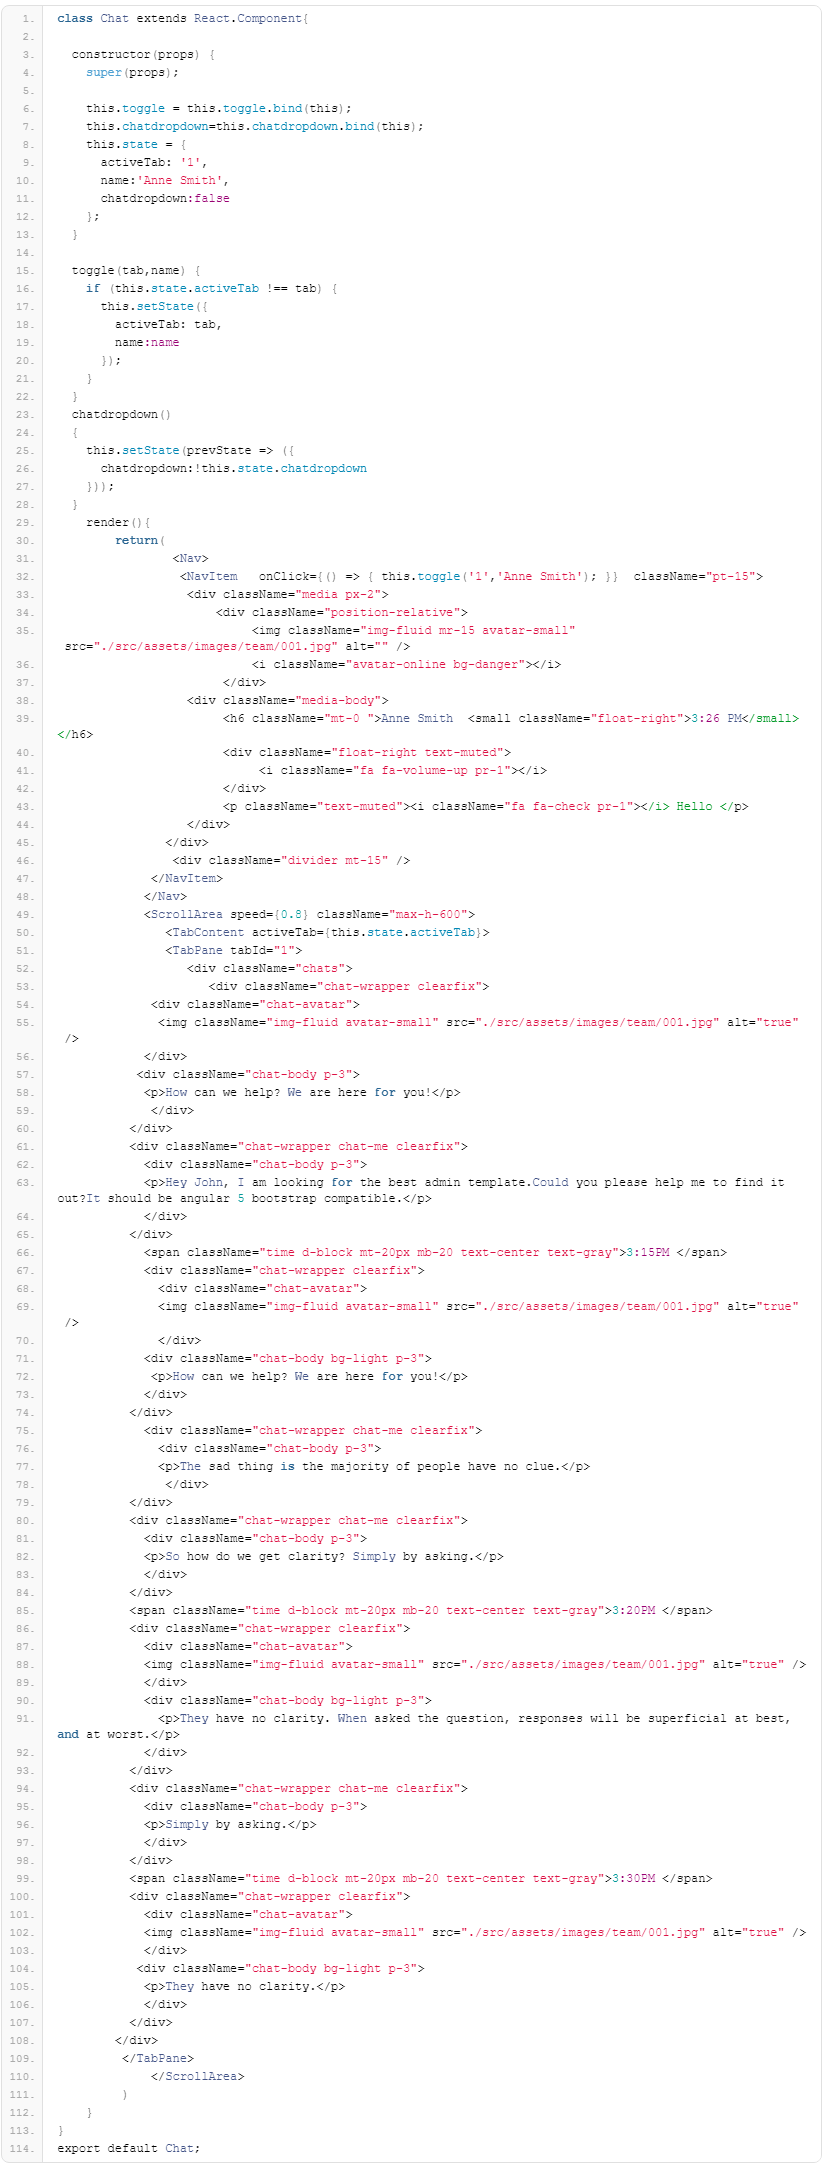 1. class Chat extends React.Component{
2.
3. constructor(props) {
4. super(props);
5.
6. this.toggle = this.toggle.bind(this);
7. this.chatdropdown=this.chatdropdown.bind(this);
8. this.state = {
9. activeTab: '1',
10. name:'Anne Smith',
11. chatdropdown:false
12. };
13. }
14.
15. toggle(tab,name) {
16. if (this.state.activeTab !== tab) {
17. this.setState({
18. activeTab: tab,
19. name:name
20. });
21. }
22. }
23. chatdropdown()
24. {
25. this.setState(prevState => ({
26. chatdropdown:!this.state.chatdropdown
27. }));
28. }
29. render(){
30. return(
31. <Nav>
32. <NavItem   onClick={() => { this.toggle('1','Anne Smith'); }}  className="pt-15">
33. <div className="media px-2">
34. <div className="position-relative">
35. <img className="img-fluid mr-15 avatar-small"
src="./src/assets/images/team/001.jpg" alt="" />
36. <i className="avatar-online bg-danger"></i>
37. </div>
38. <div className="media-body">
39. <h6 className="mt-0 ">Anne Smith  <small className="float-right">3:26 PM</small>
</h6>
40. <div className="float-right text-muted">
41. <i className="fa fa-volume-up pr-1"></i>
42. </div>
43. <p className="text-muted"><i className="fa fa-check pr-1"></i> Hello </p>
44. </div>
45. </div>
46. <div className="divider mt-15" />
47. </NavItem>
48. </Nav>
49. <ScrollArea speed={0.8} className="max-h-600">
50. <TabContent activeTab={this.state.activeTab}>
51. <TabPane tabId="1">
52. <div className="chats">
53. <div className="chat-wrapper clearfix">
54. <div className="chat-avatar">
55. <img className="img-fluid avatar-small" src="./src/assets/images/team/001.jpg" alt="true"
/>
56. </div>
57. <div className="chat-body p-3">
58. <p>How can we help? We are here for you!</p>
59. </div>
60. </div>
61. <div className="chat-wrapper chat-me clearfix">
62. <div className="chat-body p-3">
63. <p>Hey John, I am looking for the best admin template.Could you please help me to find it
out?It should be angular 5 bootstrap compatible.</p>
64. </div>
65. </div>
66. <span className="time d-block mt-20px mb-20 text-center text-gray">3:15PM </span>
67. <div className="chat-wrapper clearfix">
68. <div className="chat-avatar">
69. <img className="img-fluid avatar-small" src="./src/assets/images/team/001.jpg" alt="true"
/>
70. </div>
71. <div className="chat-body bg-light p-3">
72. <p>How can we help? We are here for you!</p>
73. </div>
74. </div>
75. <div className="chat-wrapper chat-me clearfix">
76. <div className="chat-body p-3">
77. <p>The sad thing is the majority of people have no clue.</p>
78. </div>
79. </div>
80. <div className="chat-wrapper chat-me clearfix">
81. <div className="chat-body p-3">
82. <p>So how do we get clarity? Simply by asking.</p>
83. </div>
84. </div>
85. <span className="time d-block mt-20px mb-20 text-center text-gray">3:20PM </span>
86. <div className="chat-wrapper clearfix">
87. <div className="chat-avatar">
88. <img className="img-fluid avatar-small" src="./src/assets/images/team/001.jpg" alt="true" />
89. </div>
90. <div className="chat-body bg-light p-3">
91. <p>They have no clarity. When asked the question, responses will be superficial at best,
and at worst.</p>
92. </div>
93. </div>
94. <div className="chat-wrapper chat-me clearfix">
95. <div className="chat-body p-3">
96. <p>Simply by asking.</p>
97. </div>
98. </div>
99. <span className="time d-block mt-20px mb-20 text-center text-gray">3:30PM </span>
100. <div className="chat-wrapper clearfix">
101. <div className="chat-avatar">
102. <img className="img-fluid avatar-small" src="./src/assets/images/team/001.jpg" alt="true" />
103. </div>
104. <div className="chat-body bg-light p-3">
105. <p>They have no clarity.</p>
106. </div>
107. </div>
108. </div>
109. </TabPane>
110. </ScrollArea>
111. )
112. }
113. }
114. export default Chat;